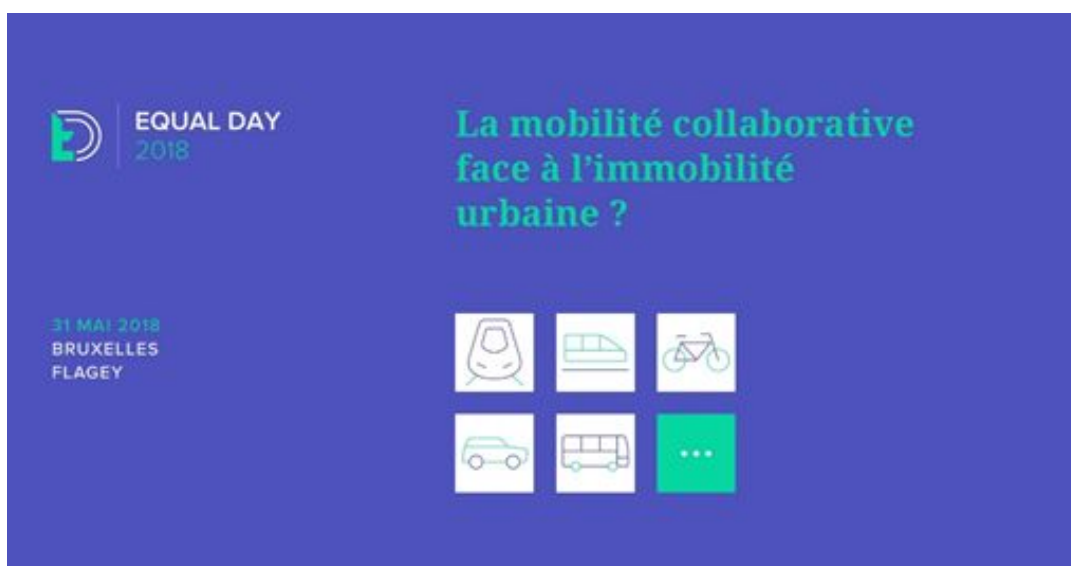 EQUAL DAY
2018
La mobilité collaborative
face à l’immobilité
urbaine ?
31 MAI 2018
BRUXELLES
FLAGEY